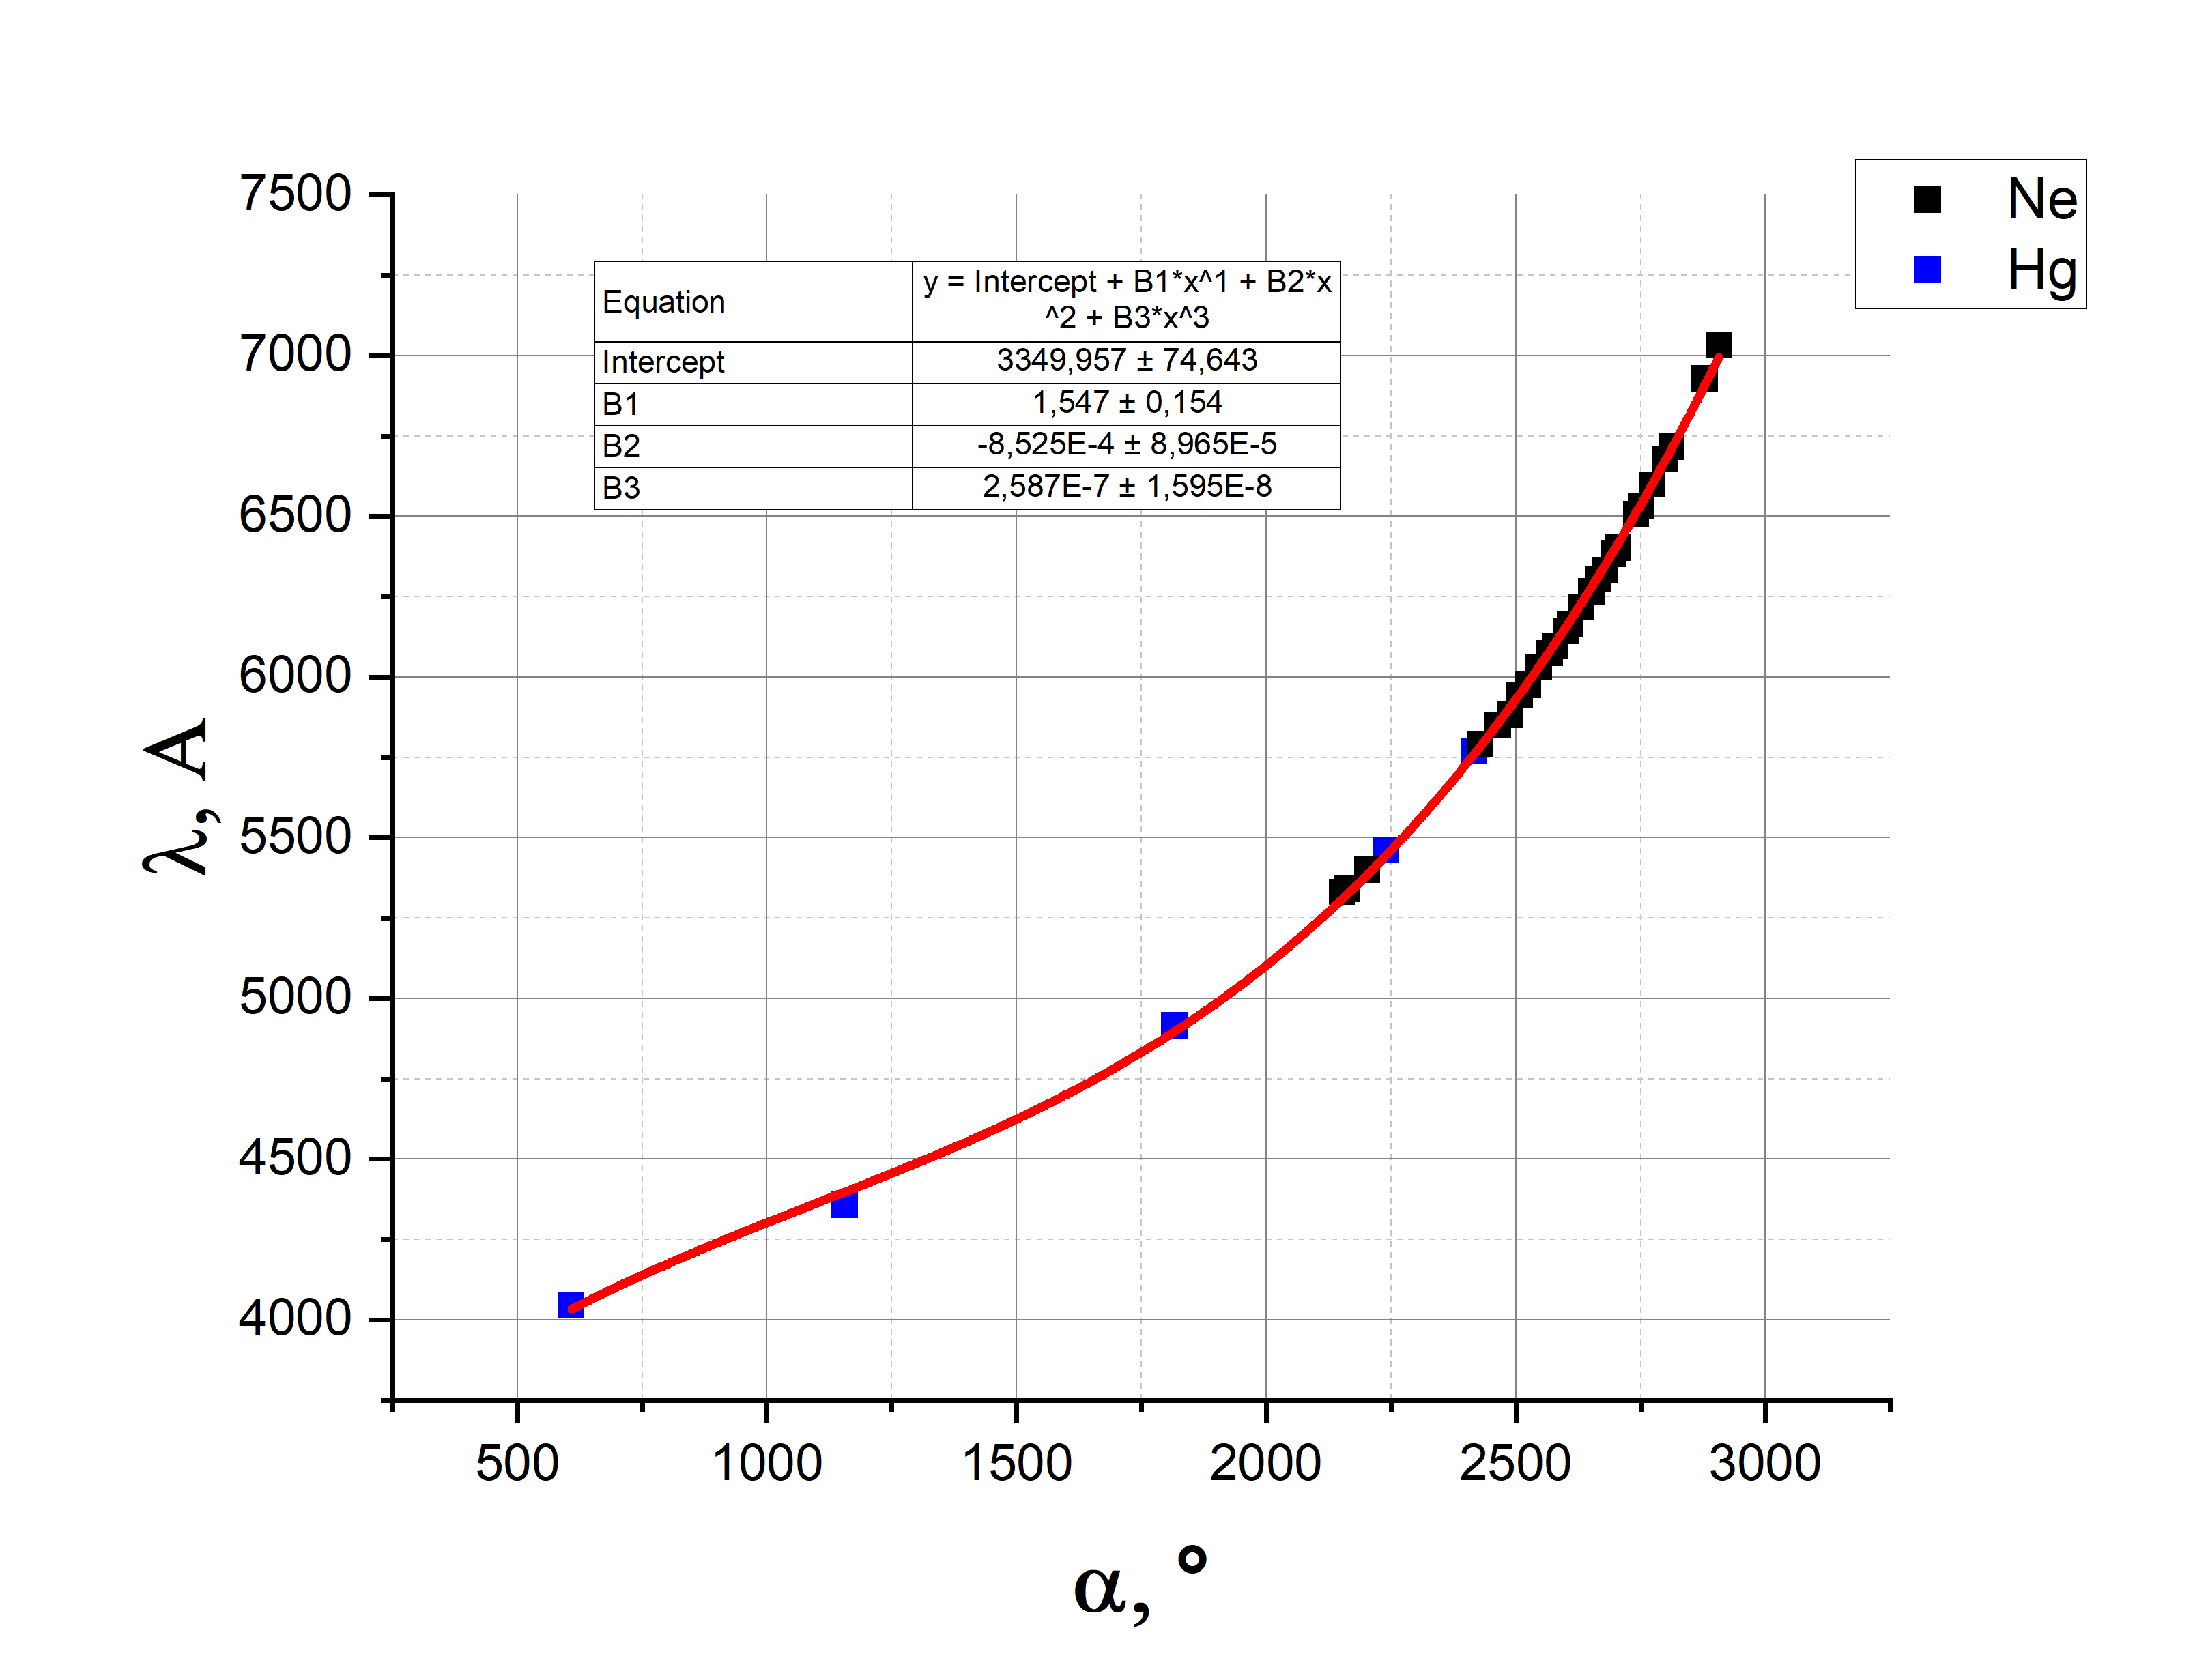 Ne
Hg
7500
7000
6500
6000
5500
5000
4500
4000
λ, A
Equation
y = Intercept + B1*x^1 + B2*x
^2 + B3*x^3
Intercept
3349,957 ± 74,643
B1
1,547 ± 0,154
B2
-8,525E-4 ± 8,965E-5
B3
2,587E-7 ± 1,595E-8
500
1000
1500
2000
2500
3000
α, °